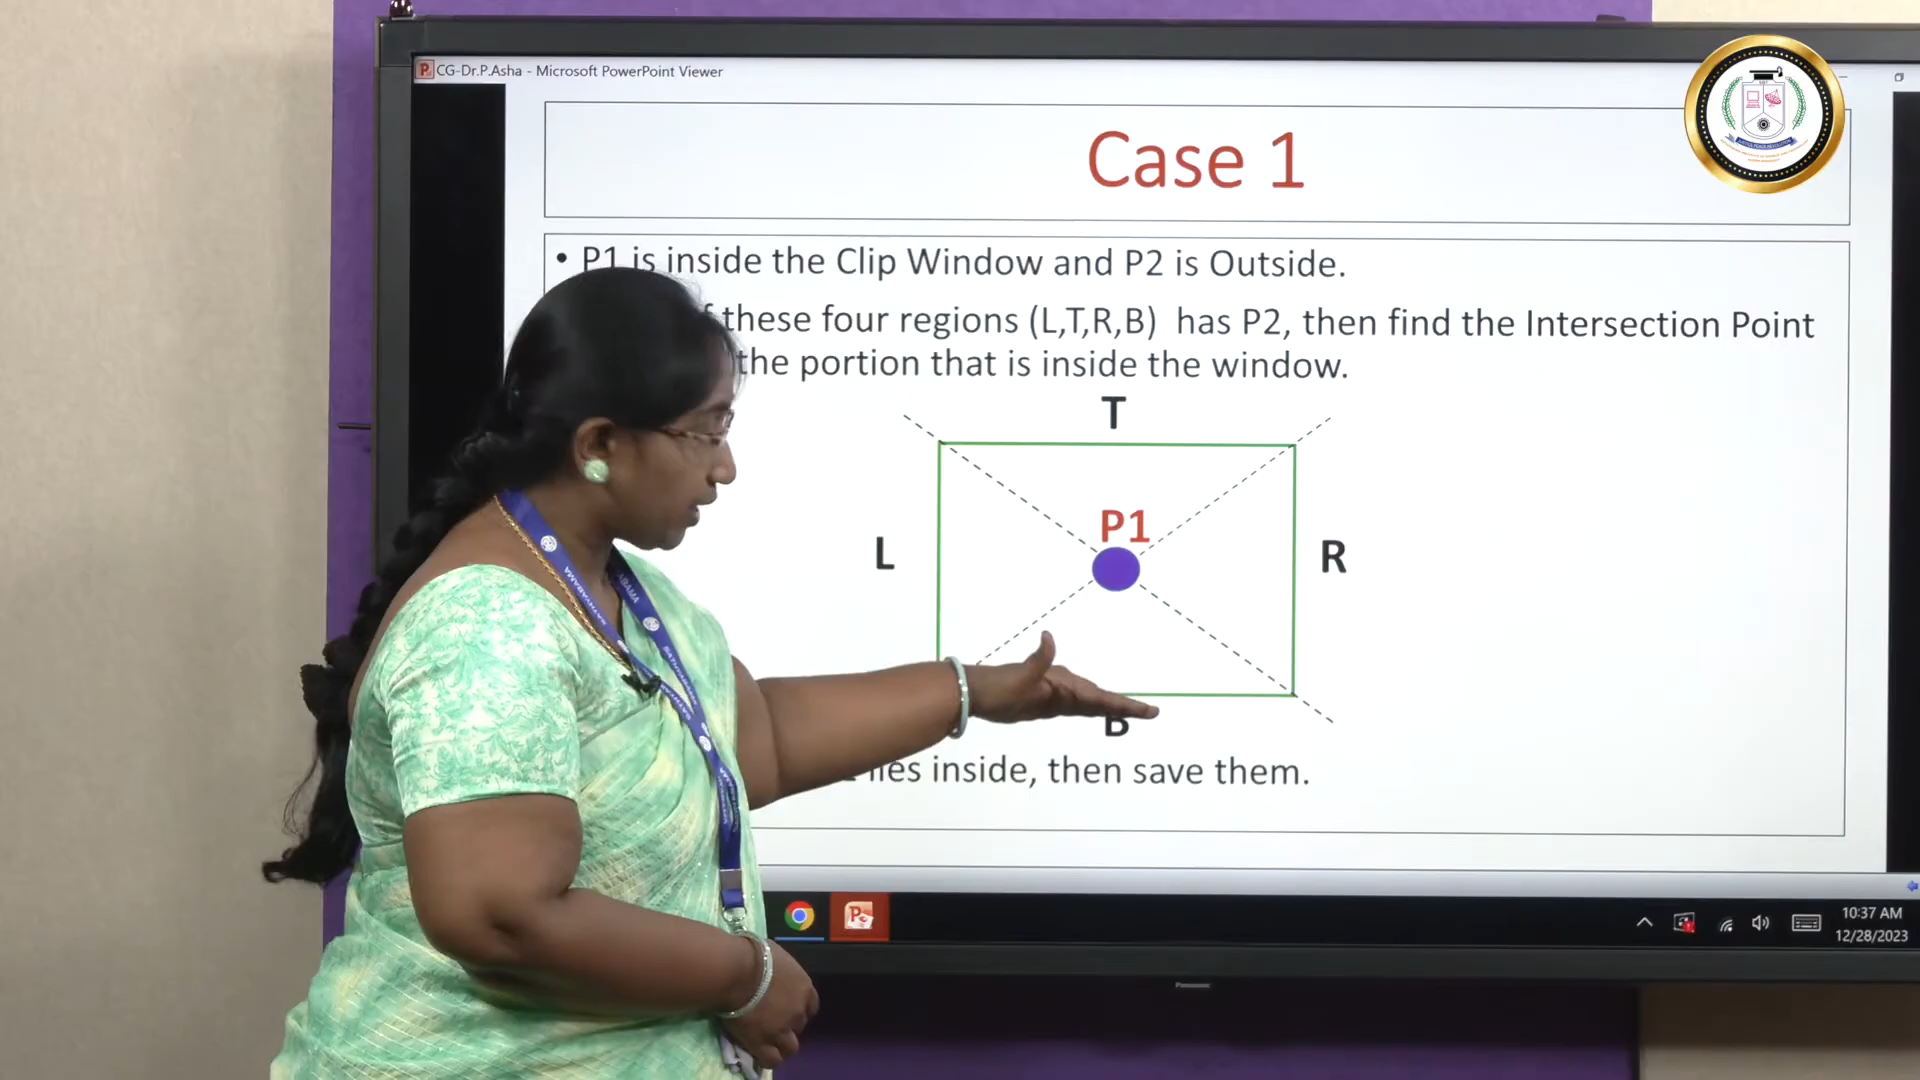 CG-Dr.P.Asha - Microsoft PowerPoint Viewer
Case 1
• P1 is inside the Clip Window and P2 is Outside.
these four regions (L,T,R,B) has P2, then find the Intersection Point
the portion that is inside the window.
T
P1
L
R
B
lies inside, then save them.
SATHYABAMA
10:37 AM
12/28/2023
Panasonic